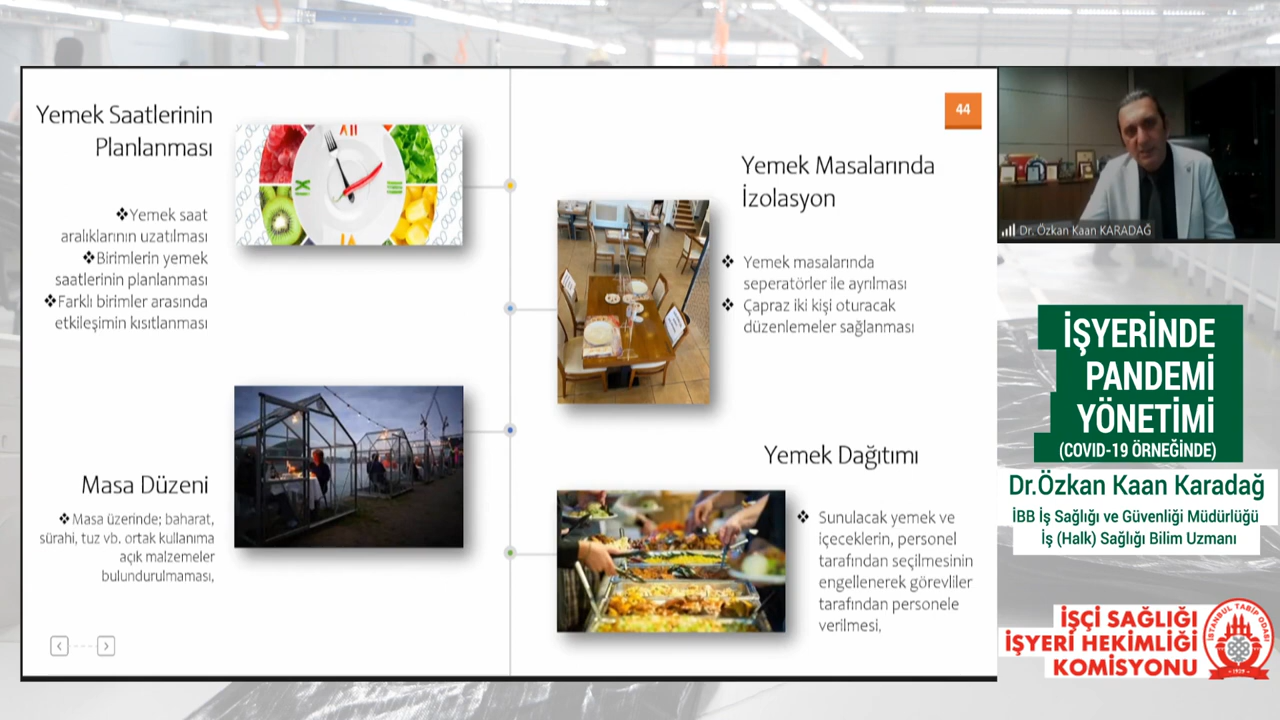 Yemek Saatlerinin
Planlanması
❖Yemek saat
aralıklarının uzatılması
❖Birimlerin yemek
saatlerinin planlanması
❖Farklı birimler arasında
etkileşimin kısıtlanması
Masa Düzeni
❖Masa üzerinde; baharat,
sürahi, tuz vb. ortak kullanıma
açık malzemeler
bulundurulmaması,
44
Yemek Masalarında
İzolasyon
❖ Yemek masalarında
seperatörler ile ayrılması
❖ Çapraz iki kişi oturacak
düzenlemeler sağlanması
Yemek Dağıtımı
❖ Sunulacak yemek ve
içeceklerin, personel
tarafından seçilmesinin
engellenerek görevliler
tarafından personele
verilmesi,
Dr. Özkan Kaan KARADAĞ
İŞYERİNDE
PANDEMİ
YÖNETİMİ
(COVID-19 ÖRNEĞİNDE)
Dr.Özkan Kaan Karadağ
İBB İş Sağlığı ve Güvenliği Müdürlüğü
İş (Halk) Sağlığı Bilim Uzmanı
İŞÇİ SAĞLIĞI
İŞYERİ HEKİMLİĞİ
KOMİSYONU
İSTANBUL TABİP ODASI
1929